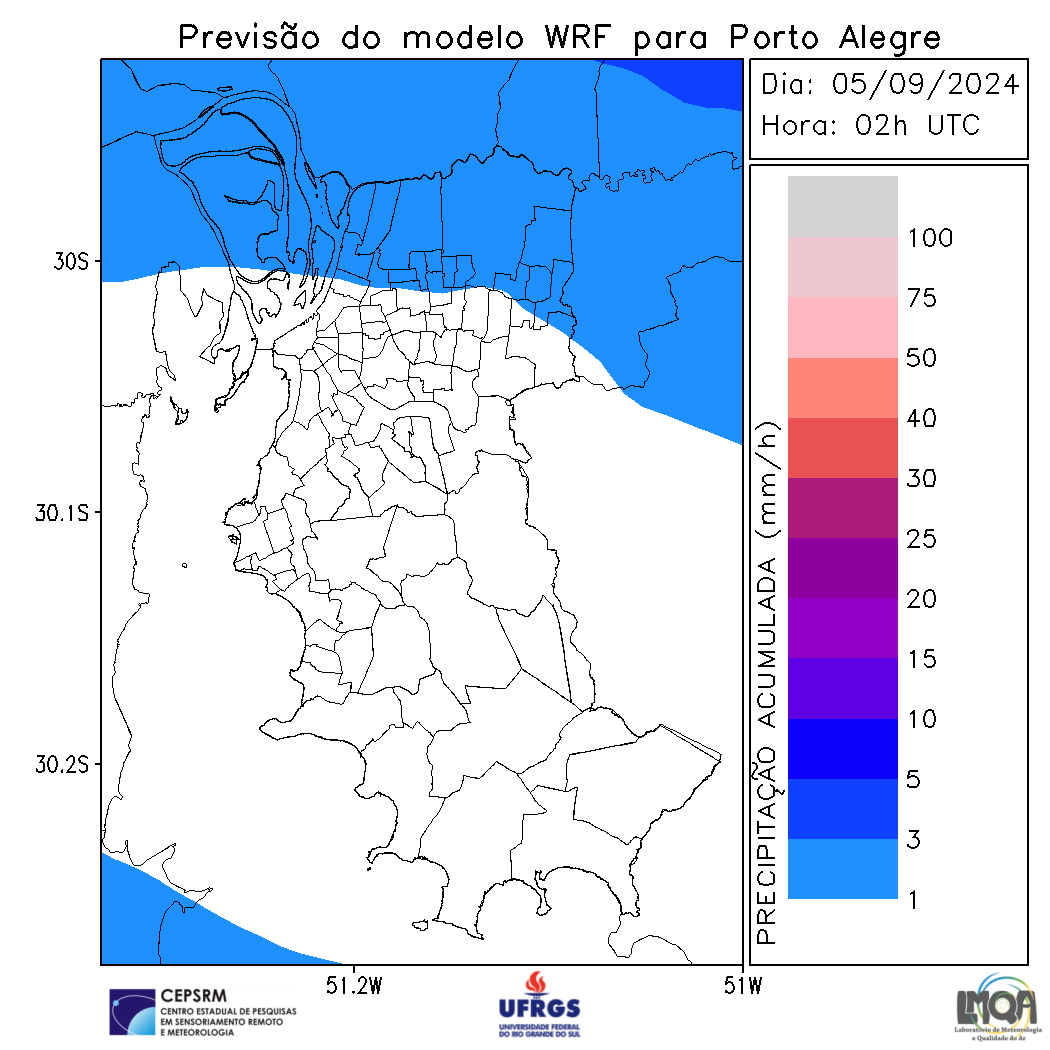 Previsão do modelo WRF para Porto Alegre
Dia: 05/09/2024
Hora: 02h UTC
30S
30.1S
30.2S
51.2W
51W
PRECIPITAÇÃO ACUMULADA (mm/h)
100
75
50
40
30
25
20
15
10
5
3
1
CEPSRM
CENTRO ESTADUAL DE PESQUISAS
EM SENSORIAMENTO REMOTO
E METEOROLOGIA
UFRGS
UNIVERSIDADE FEDERAL
DO RIO GRANDE DO SUL
LMQA
Laboratório de Meteorologia
e Qualidade do Ar